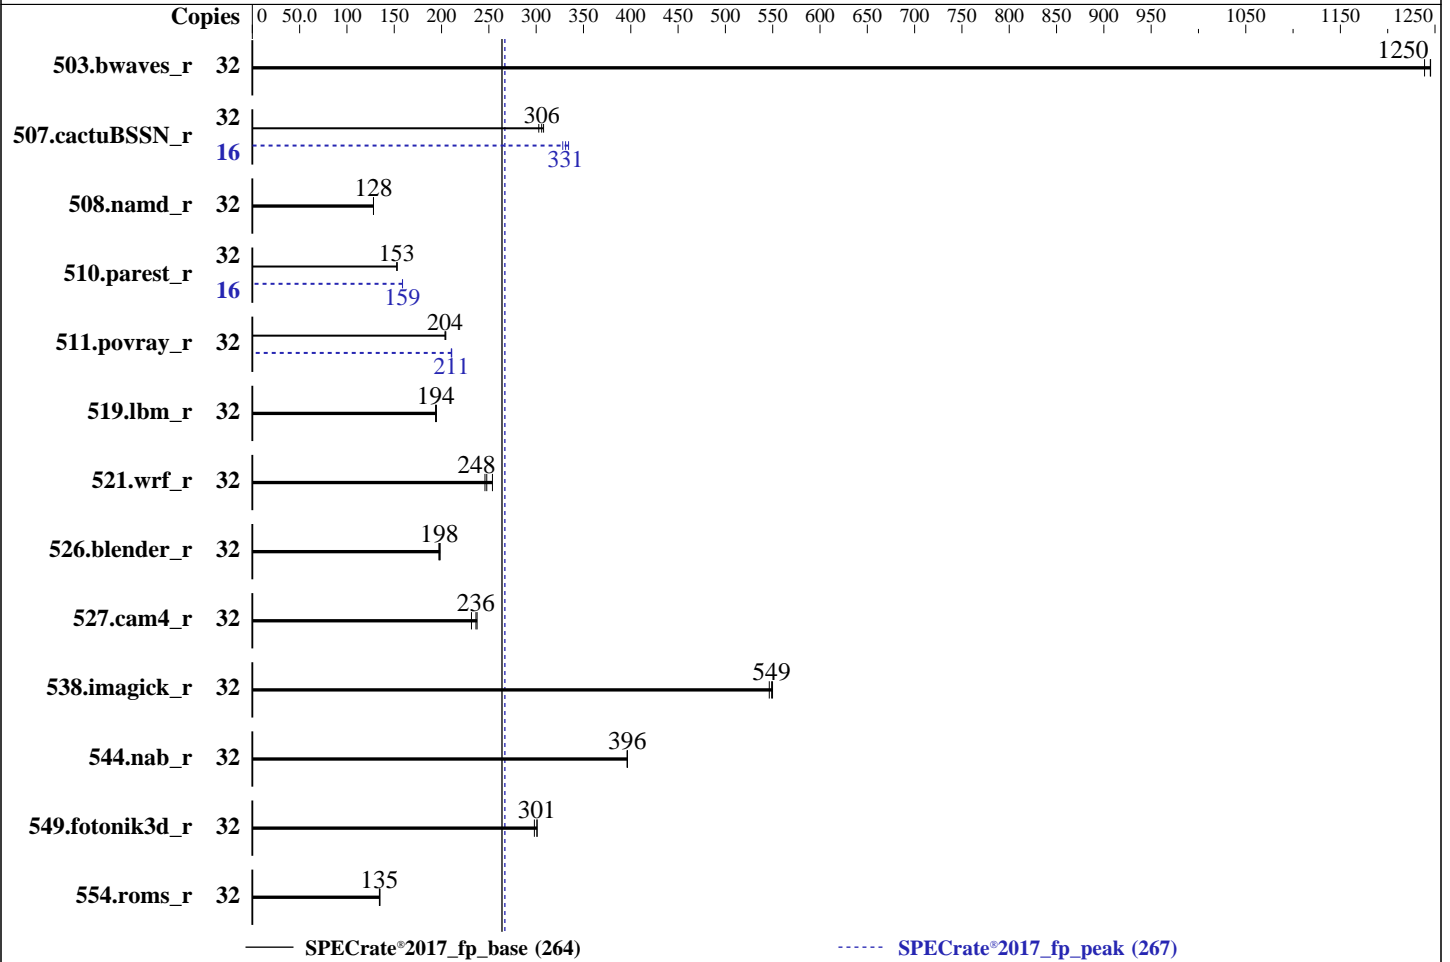 Copies 0 50.0 100 150 200 250 300 350 400 450 500 550 600 650 700 750 800 850 900 950 1050 1150 1250
503.bwaves_r 32 1250
507.cactuBSSN_r 32 306
16 331
508.namd_r 32 128
510.parest_r 32 153
16 159
511.povray_r 32 204
211
519.lbm_r 32 194
521.wrf_r 32 248
526.blender_r 32 198
527.cam4_r 32 236
538.imagick_r 32 549
544.nab_r 32 396
549.fotonik3d_r 32 301
554.roms_r 32 135
SPECrate®2017_fp_base (264) SPECrate®2017_fp_peak (267)